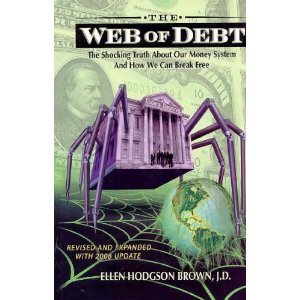 THE
WEB OF DEBT
The Shocking Truth About Our Money System
And How We Can Break Free
REVISED AND EXPANDED
WITH 2008 UPDATE
ELLEN HODGSON BROWN, J.D.